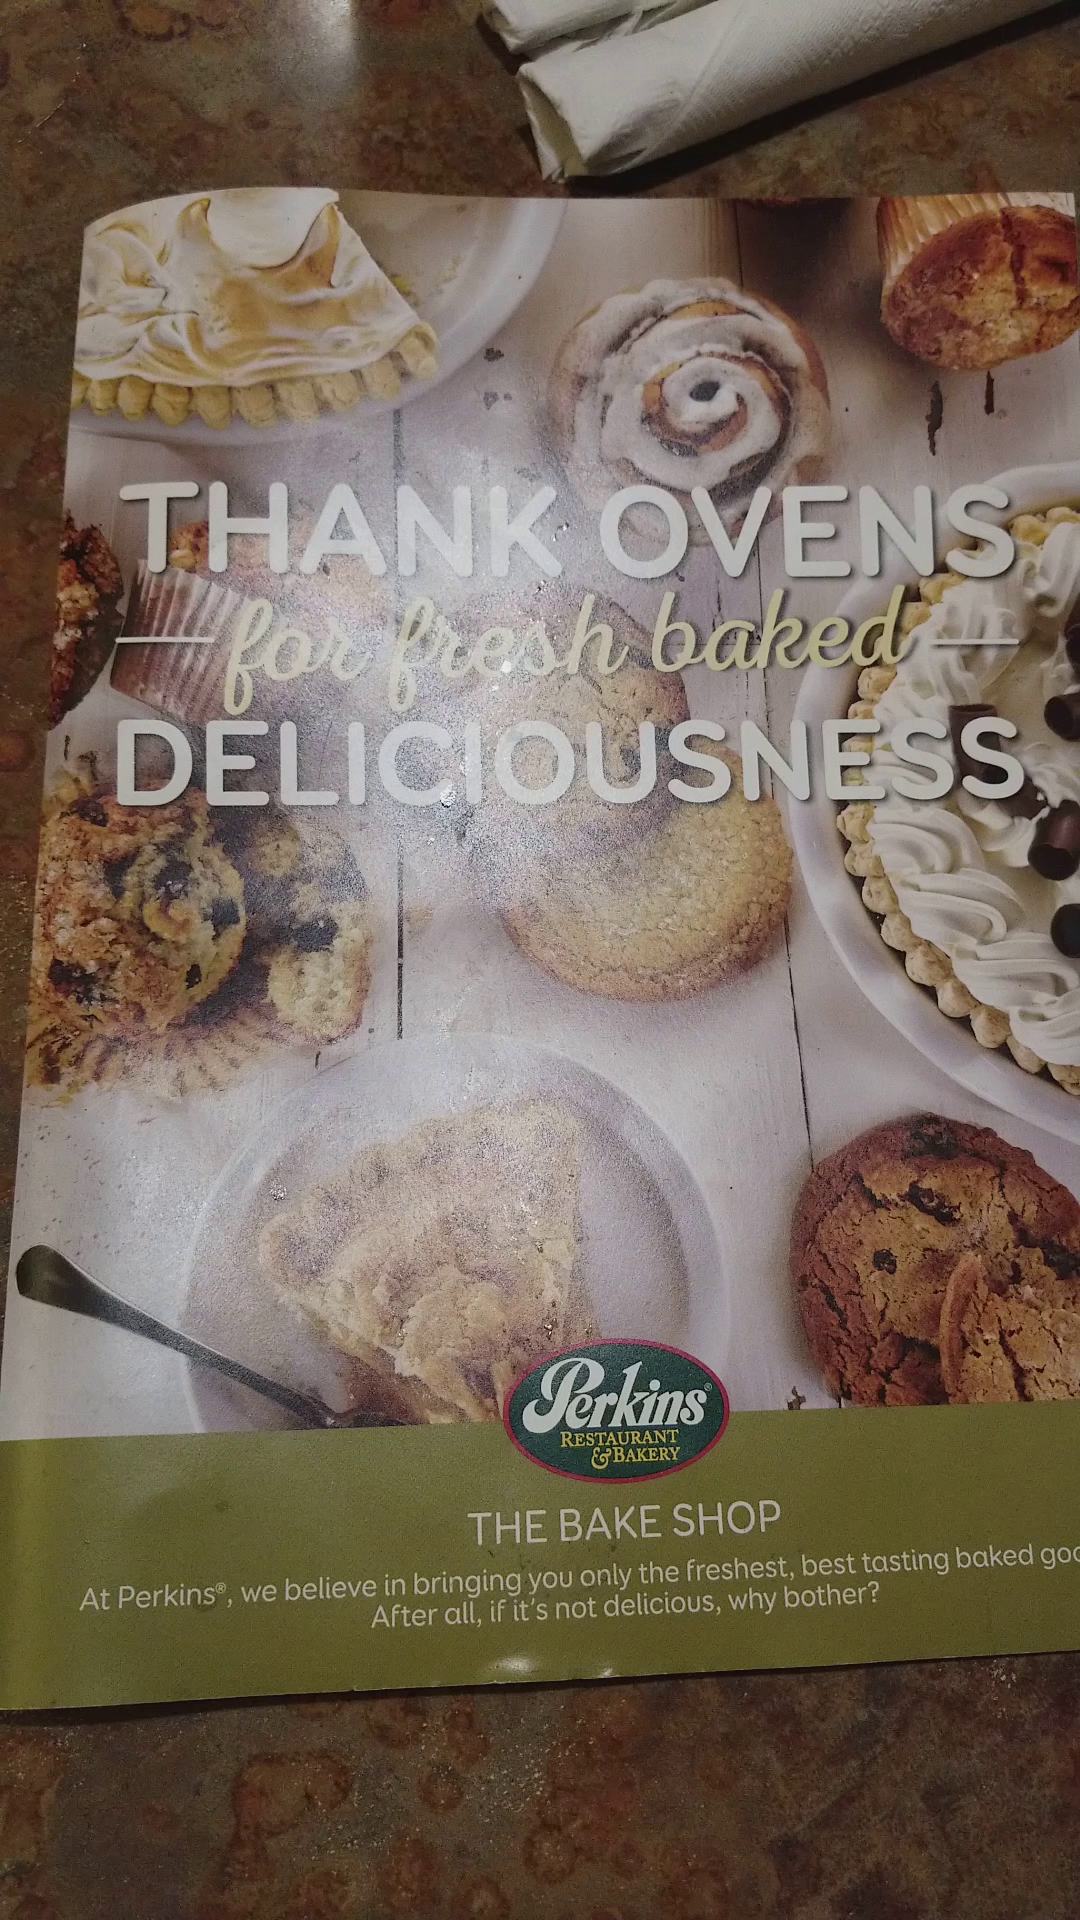 THANK OVENS
for fresh baked
DELICIOUSNESS
Perkins®
RESTAURANT
& BAKERY
THE BAKE SHOP
At Perkins®, we believe in bringing you only the freshest, best tasting baked goo
After all, if it's not delicious, why bother?